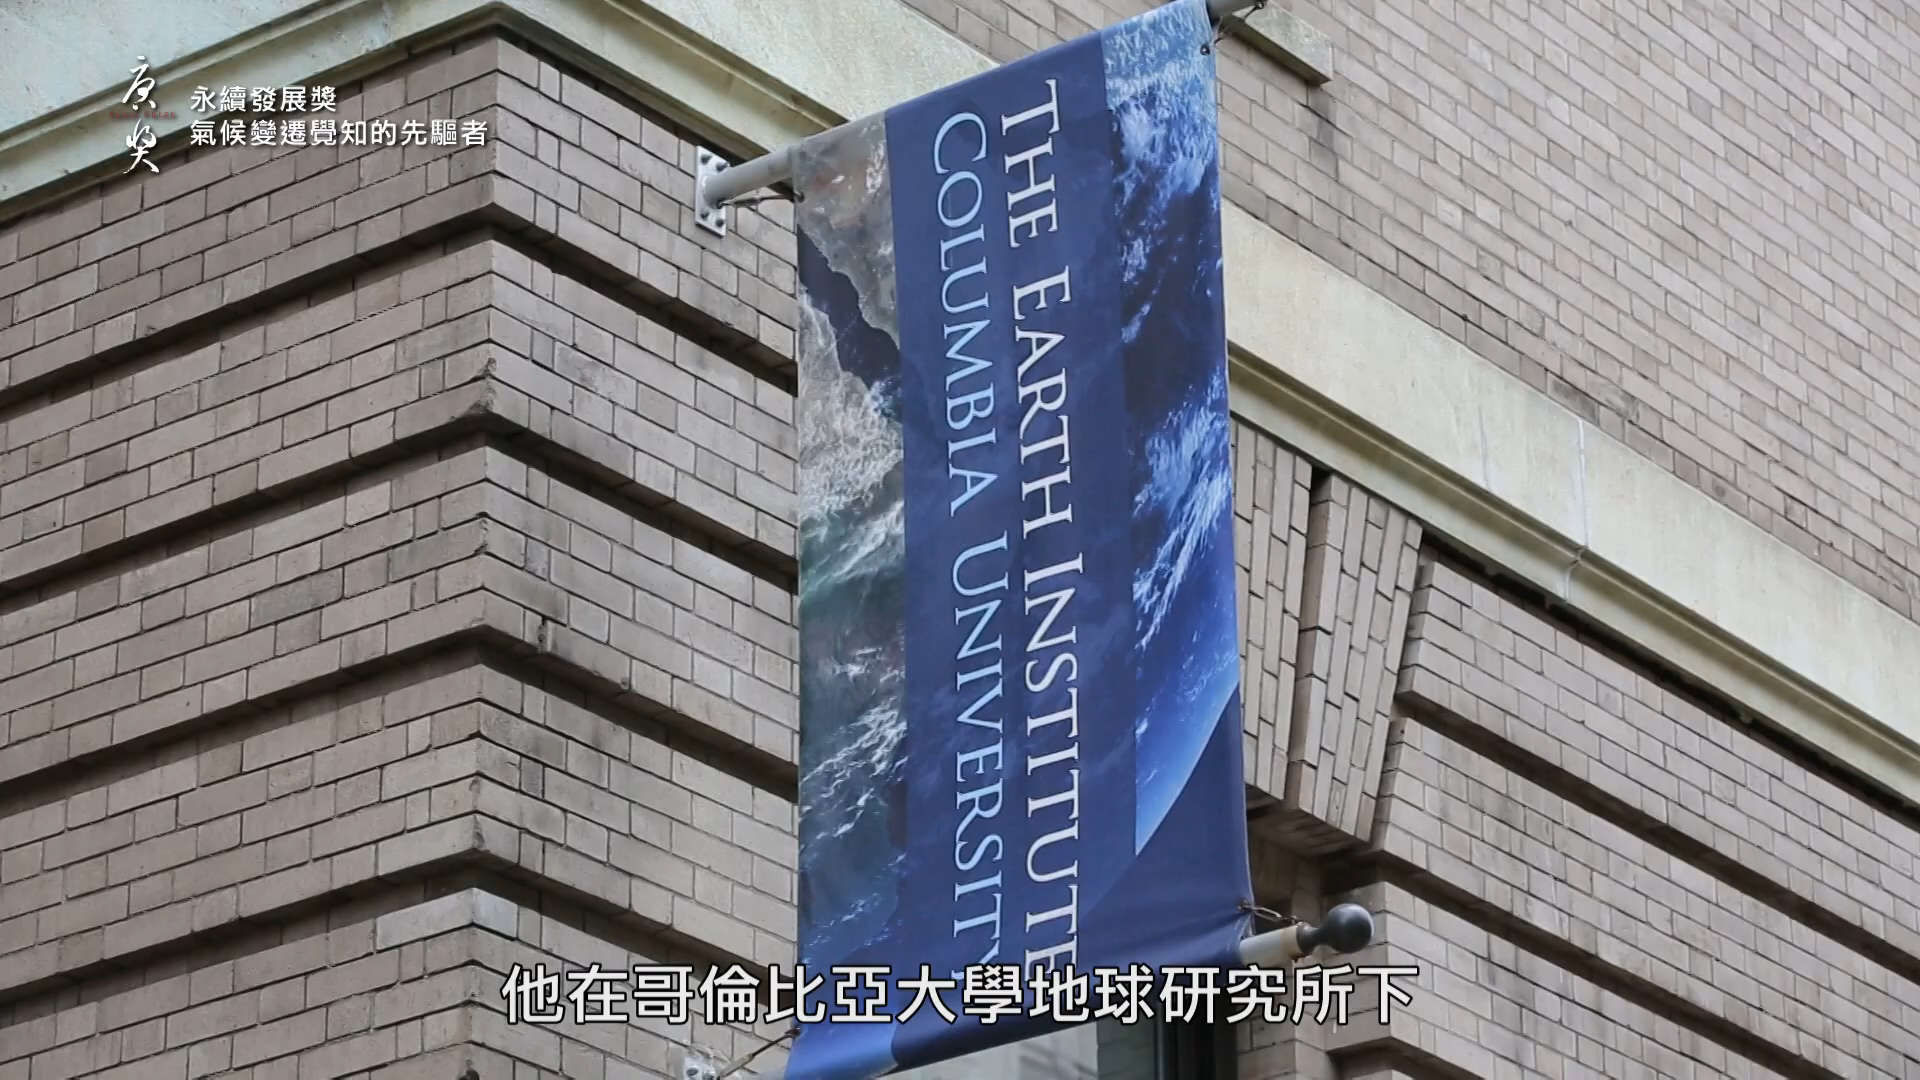 唐獎
永續發展獎
氣候變遷覺知的先驅者
THE EARTH INSTITUTE
COLUMBIA UNIVERSITY
他在哥倫比亞大學地球研究所下